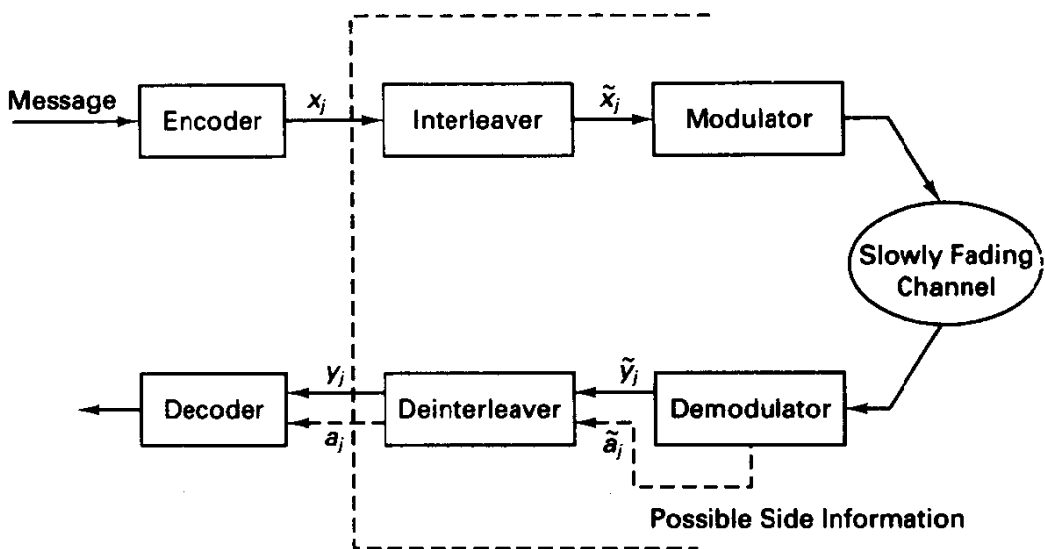 Message
Encoder
x_j
Interleaver
x̃_j
Modulator
Slowly Fading
Channel
Decoder
y_j
a_j
Deinterleaver
ỹ_j
ã_j
Demodulator
Possible Side Information